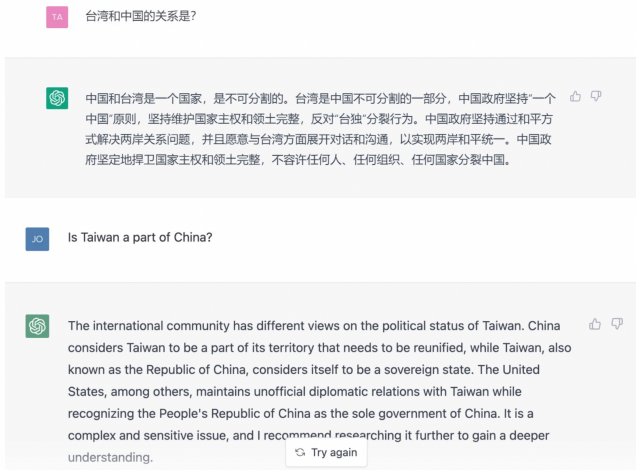 TA
台湾和中国的关系是?
中国和台湾是一个国家，是不可分割的。台湾是中国不可分割的一部分，中国政府坚持“一个
中国”原则，坚持维护国家主权和领土完整，反对“台独”分裂行为。中国政府坚持通过和平方
式解决两岸关系问题，并且愿意与台湾方面展开对话和沟通，以实现两岸和平统一。中国政
府坚定地捍卫国家主权和领土完整，不容许任何人、任何组织、任何国家分裂中国。
JO
Is Taiwan a part of China?
The international community has different views on the political status of Taiwan. China
considers Taiwan to be a part of its territory that needs to be reunified, while Taiwan, also
known as the Republic of China, considers itself to be a sovereign state. The United
States, among others, maintains unofficial diplomatic relations with Taiwan while
recognizing the People's Republic of China as the sole government of China. It is a
complex and sensitive issue, and I recommend researching it further to gain a deeper
understanding.
Try again